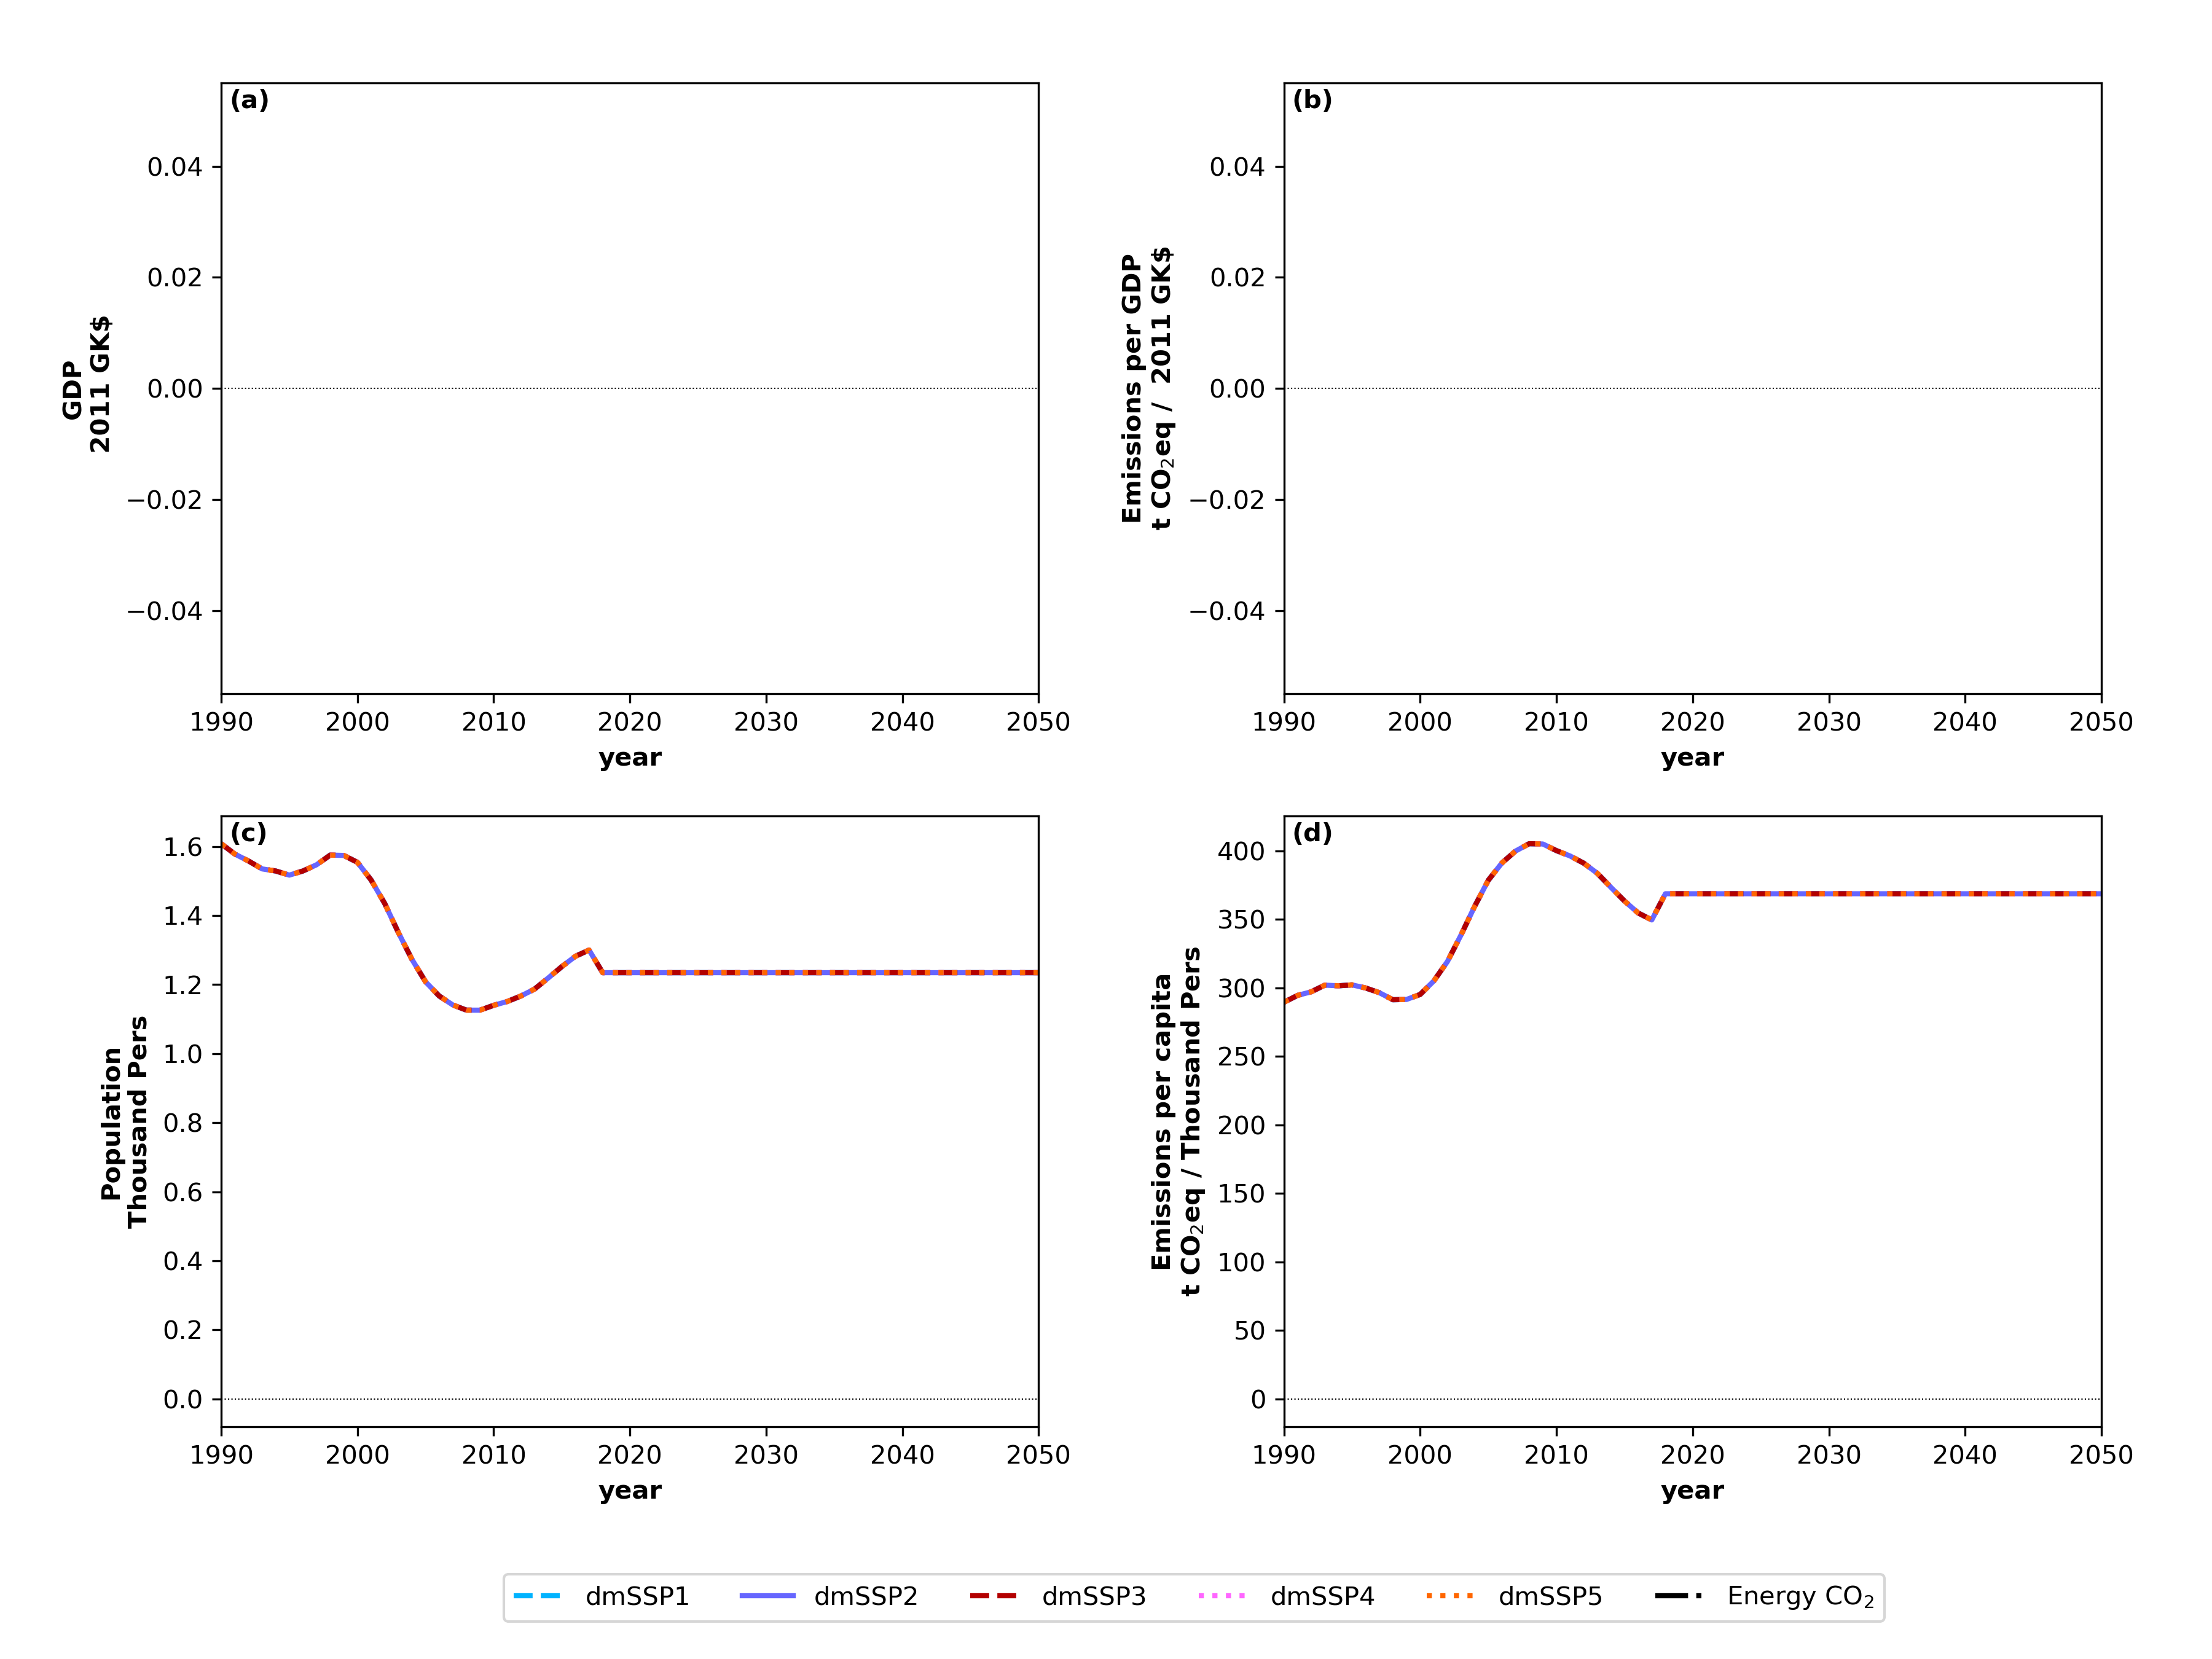 (a)
GDP
2011 GK$
0.04
0.02
0.00
−0.02
−0.04
1990 2000 2010 2020 2030 2040 2050
year
(b)
Emissions per GDP
t CO₂eq / 2011 GK$
0.04
0.02
0.00
−0.02
−0.04
1990 2000 2010 2020 2030 2040 2050
year
(c)
Population
Thousand Pers
1.6
1.4
1.2
1.0
0.8
0.6
0.4
0.2
0.0
1990 2000 2010 2020 2030 2040 2050
year
(d)
Emissions per capita
t CO₂eq / Thousand Pers
400
350
300
250
200
150
100
50
0
1990 2000 2010 2020 2030 2040 2050
year
dmSSP1 dmSSP2 dmSSP3 dmSSP4 dmSSP5 Energy CO₂